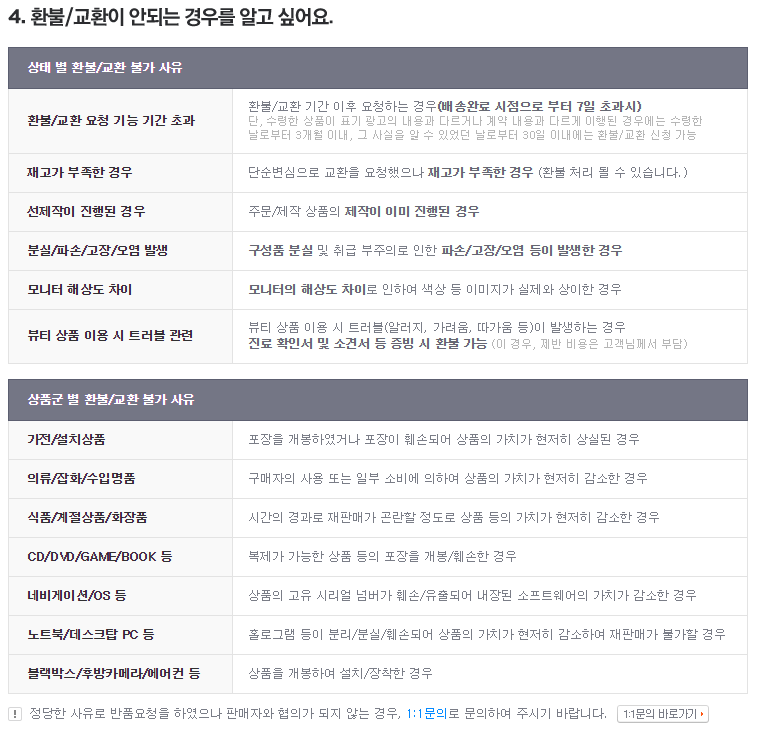 4. 환불/교환이 안되는 경우를 알고 싶어요.
상태 별 환불/교환 불가 사유
환불/교환 요청 기능 기간 초과
환불/교환 기간 이후 요청하는 경우(배송완료 시점으로 부터 7일 초과시)
단, 수령한 상품이 표기 광고의 내용과 다르거나 계약 내용과 다르게 이행된 경우에는 수령한
날로부터 3개월 이내, 그 사실을 알 수 있었던 날로부터 30일 이내에는 환불/교환 신청 가능
재고가 부족한 경우
단순변심으로 교환을 요청했으나 재고가 부족한 경우 (환불 처리 될 수 있습니다.)
선제작이 진행된 경우
주문/제작 상품의 제작이 이미 진행된 경우
분실/파손/고장/오염 발생
구성품 분실 및 취급 부주의로 인한 파손/고장/오염 등이 발생한 경우
모니터 해상도 차이
모니터의 해상도 차이로 인하여 색상 등 이미지가 실제와 상이한 경우
뷰티 상품 이용 시 트러블 관련
뷰티 상품 이용 시 트러블(알러지, 가려움, 따가움 등)이 발생하는 경우
진료 확인서 및 소견서 등 증빙 시 환불 가능 (이 경우, 제반 비용은 고객님께서 부담)
상품군 별 환불/교환 불가 사유
가전/설치상품
포장을 개봉하였거나 포장이 훼손되어 상품의 가치가 현저히 상실된 경우
의류/잡화/수입명품
구매자의 사용 또는 일부 소비에 의하여 상품의 가치가 현저히 감소한 경우
식품/계절상품/화장품
시간의 경과로 재판매가 곤란할 정도로 상품 등의 가치가 현저히 감소한 경우
CD/DVD/GAME/BOOK 등
복제가 가능한 상품 등의 포장을 개봉/훼손한 경우
네비게이션/OS 등
상품의 고유 시리얼 넘버가 훼손/유출되어 내장된 소프트웨어의 가치가 감소한 경우
노트북/데스크탑 PC 등
홀로그램 등이 분리/분실/훼손되어 상품의 가치가 현저히 감소하여 재판매가 불가할 경우
블랙박스/후방카메라/에어컨 등
상품을 개봉하여 설치/장착한 경우
! 정당한 사유로 반품요청을 하였으나 판매자와 협의가 되지 않는 경우, 1:1문의로 문의하여 주시기 바랍니다. 1:1문의 바로가기